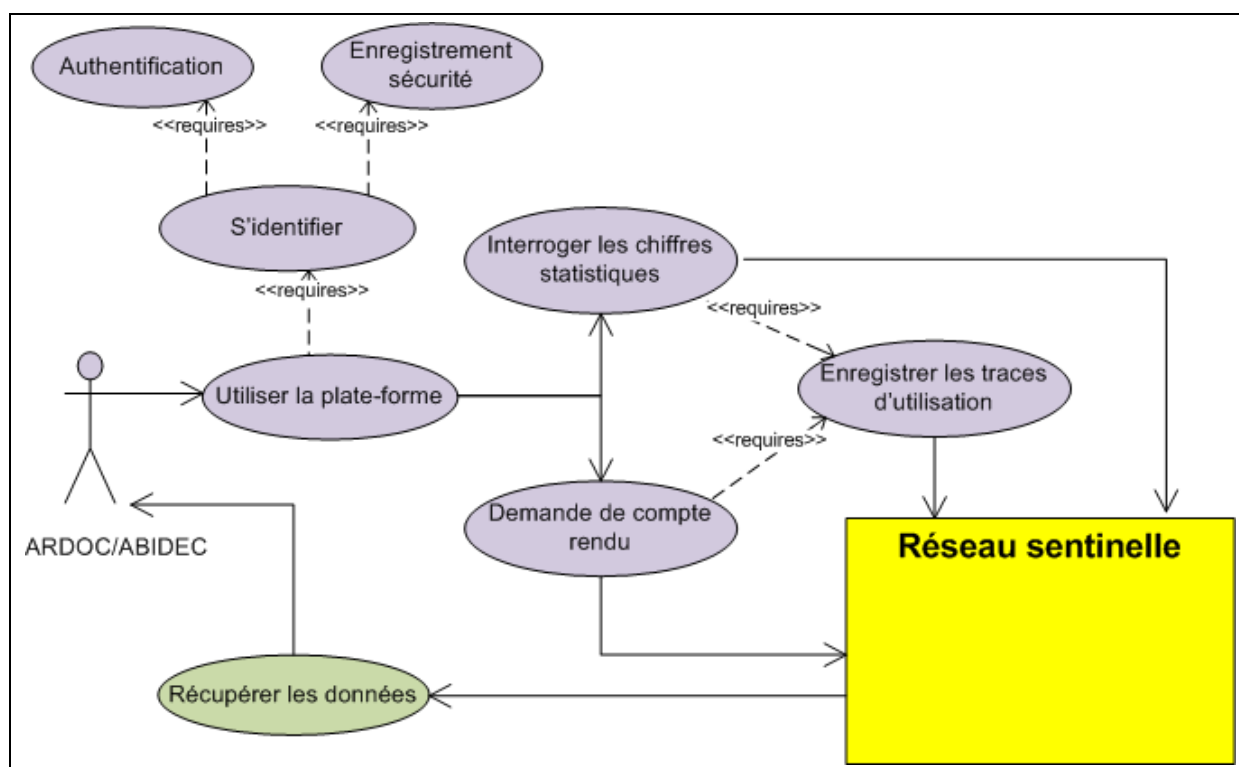 Authentification
Enregistrement
sécurité
<<requires>>
<<requires>>
S'identifier
Interroger les chiffres
statistiques
<<requires>>
<<requires>>
Utiliser la plate-forme
Enregistrer les traces
d'utilisation
<<requires>>
Demande de compte
rendu
ARDOC/ABIDEC
Réseau sentinelle
Récupérer les données